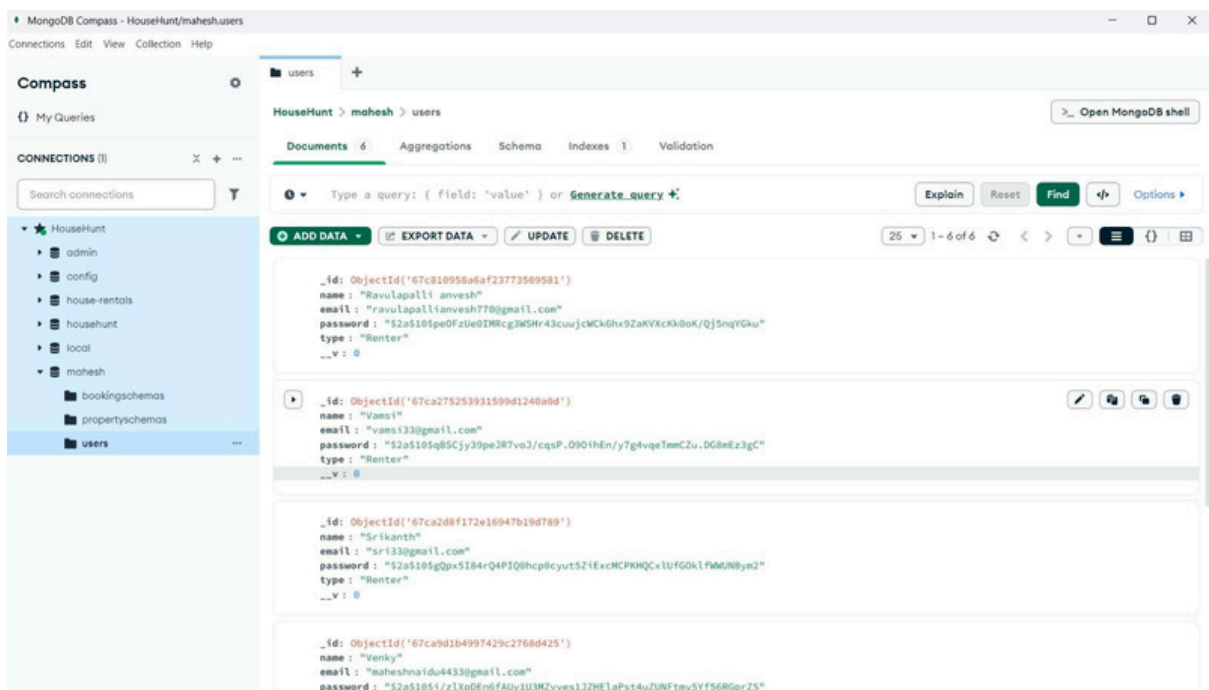 MongoDB Compass - HouseHunt/mahesh.users
Connections Edit View Collection Help
Compass
{} My Queries
CONNECTIONS (1)
Search connections
HouseHunt
admin
config
house-rentals
househunt
local
mahesh
bookingschemas
propertyschemas
users
users
HouseHunt > mahesh > users
>_ Open MongoDB shell
Documents 6 Aggregations Schema Indexes 1 Validation
Type a query: { field: 'value' } or Generate query
Explain Reset Find </> Options
ADD DATA EXPORT DATA UPDATE DELETE
25 1 - 6 of 6
_id: ObjectId('67c810958a6af23773509581')
name : "Ravulapalli anvesh"
email : "ravulapallianvesh770@gmail.com"
password :
type : "Renter"
__v : 0
_id: ObjectId('67ca275253931599d1240a0d')
name : "Vamsi"
email : "vamsi33@gmail.com"
password :
type : "Renter"
__v : 0
_id: ObjectId('67ca2d8f172e16947b19d789')
name : "Srikanth"
email : "sri33@gmail.com"
password :
type : "Renter"
__v : 0
_id: ObjectId('67ca9d1b4997429c2768d425')
name : "Venky"
email : "maheshnaidu4433@gmail.com"
password :